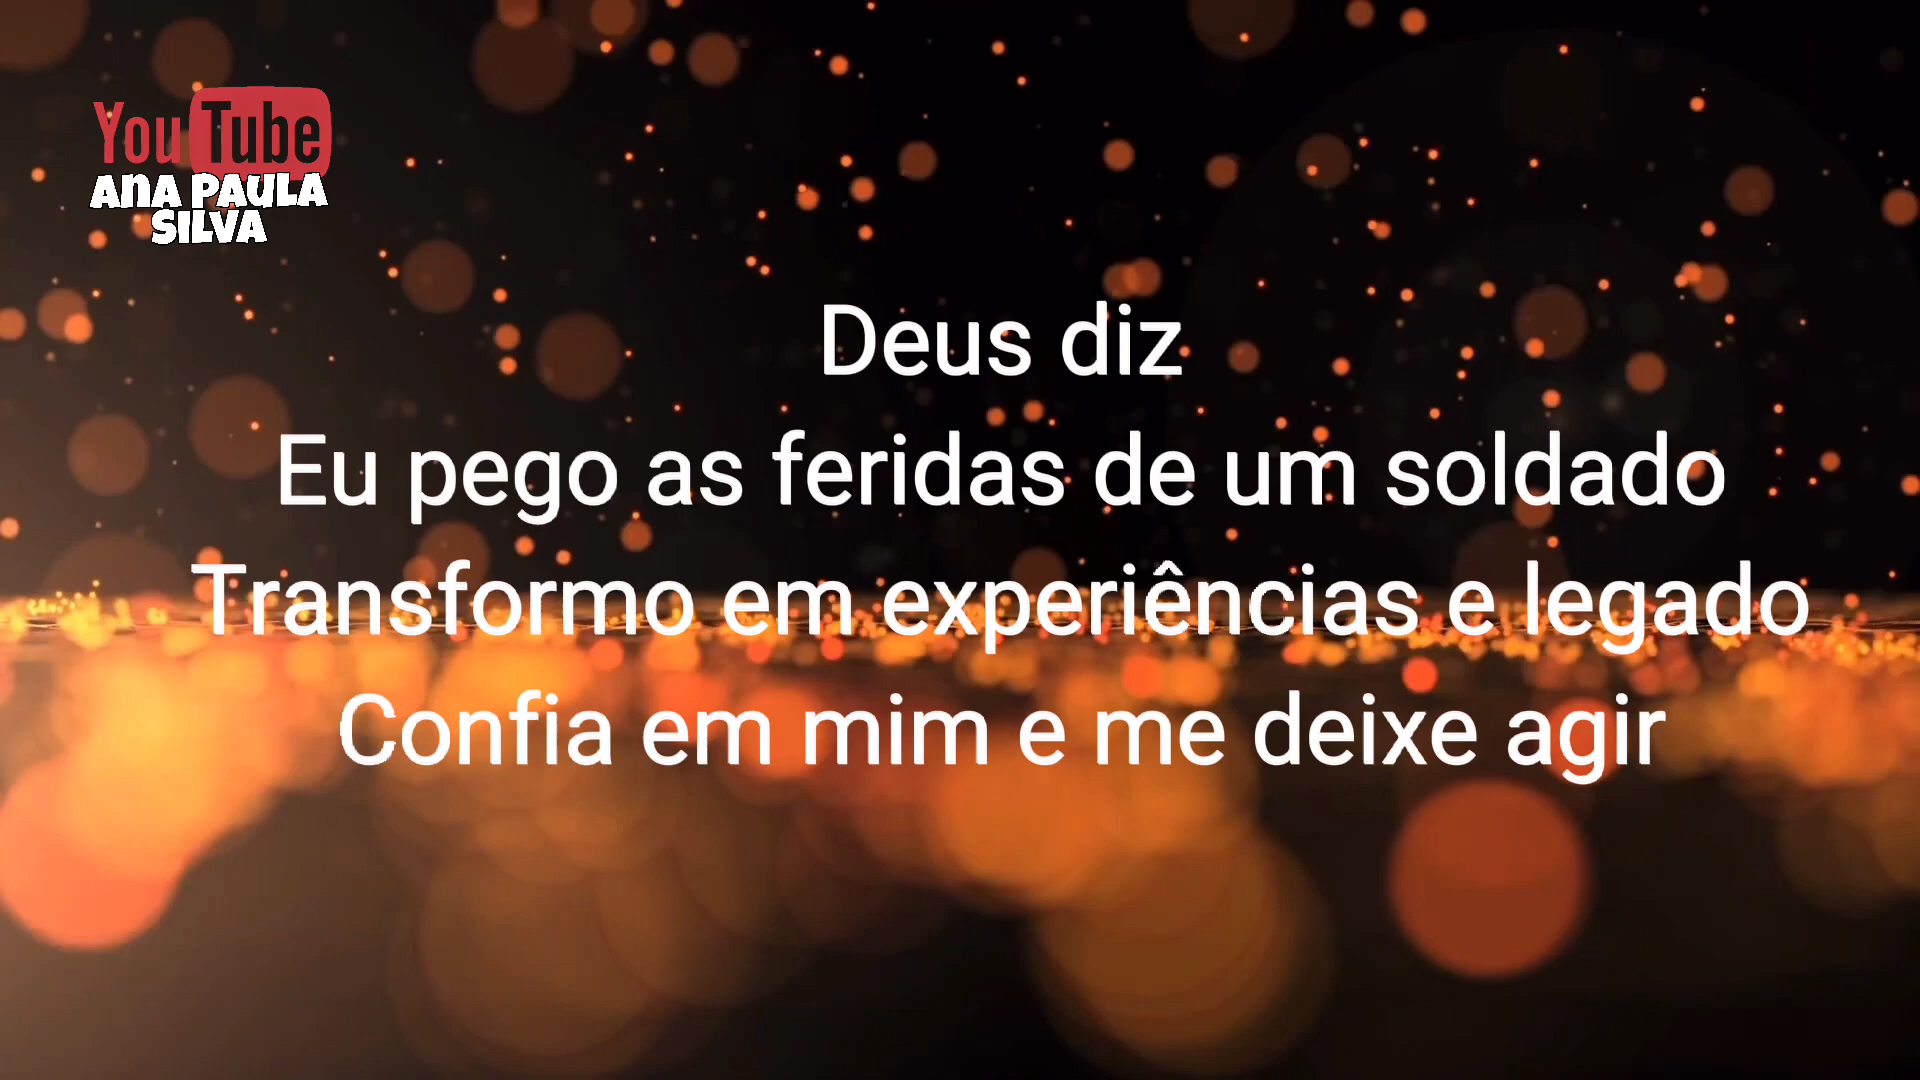 YouTube
ANA PAULA
SILVA
Deus diz
Eu pego as feridas de um soldado
Transformo em experiências e legado
Confia em mim e me deixe agir